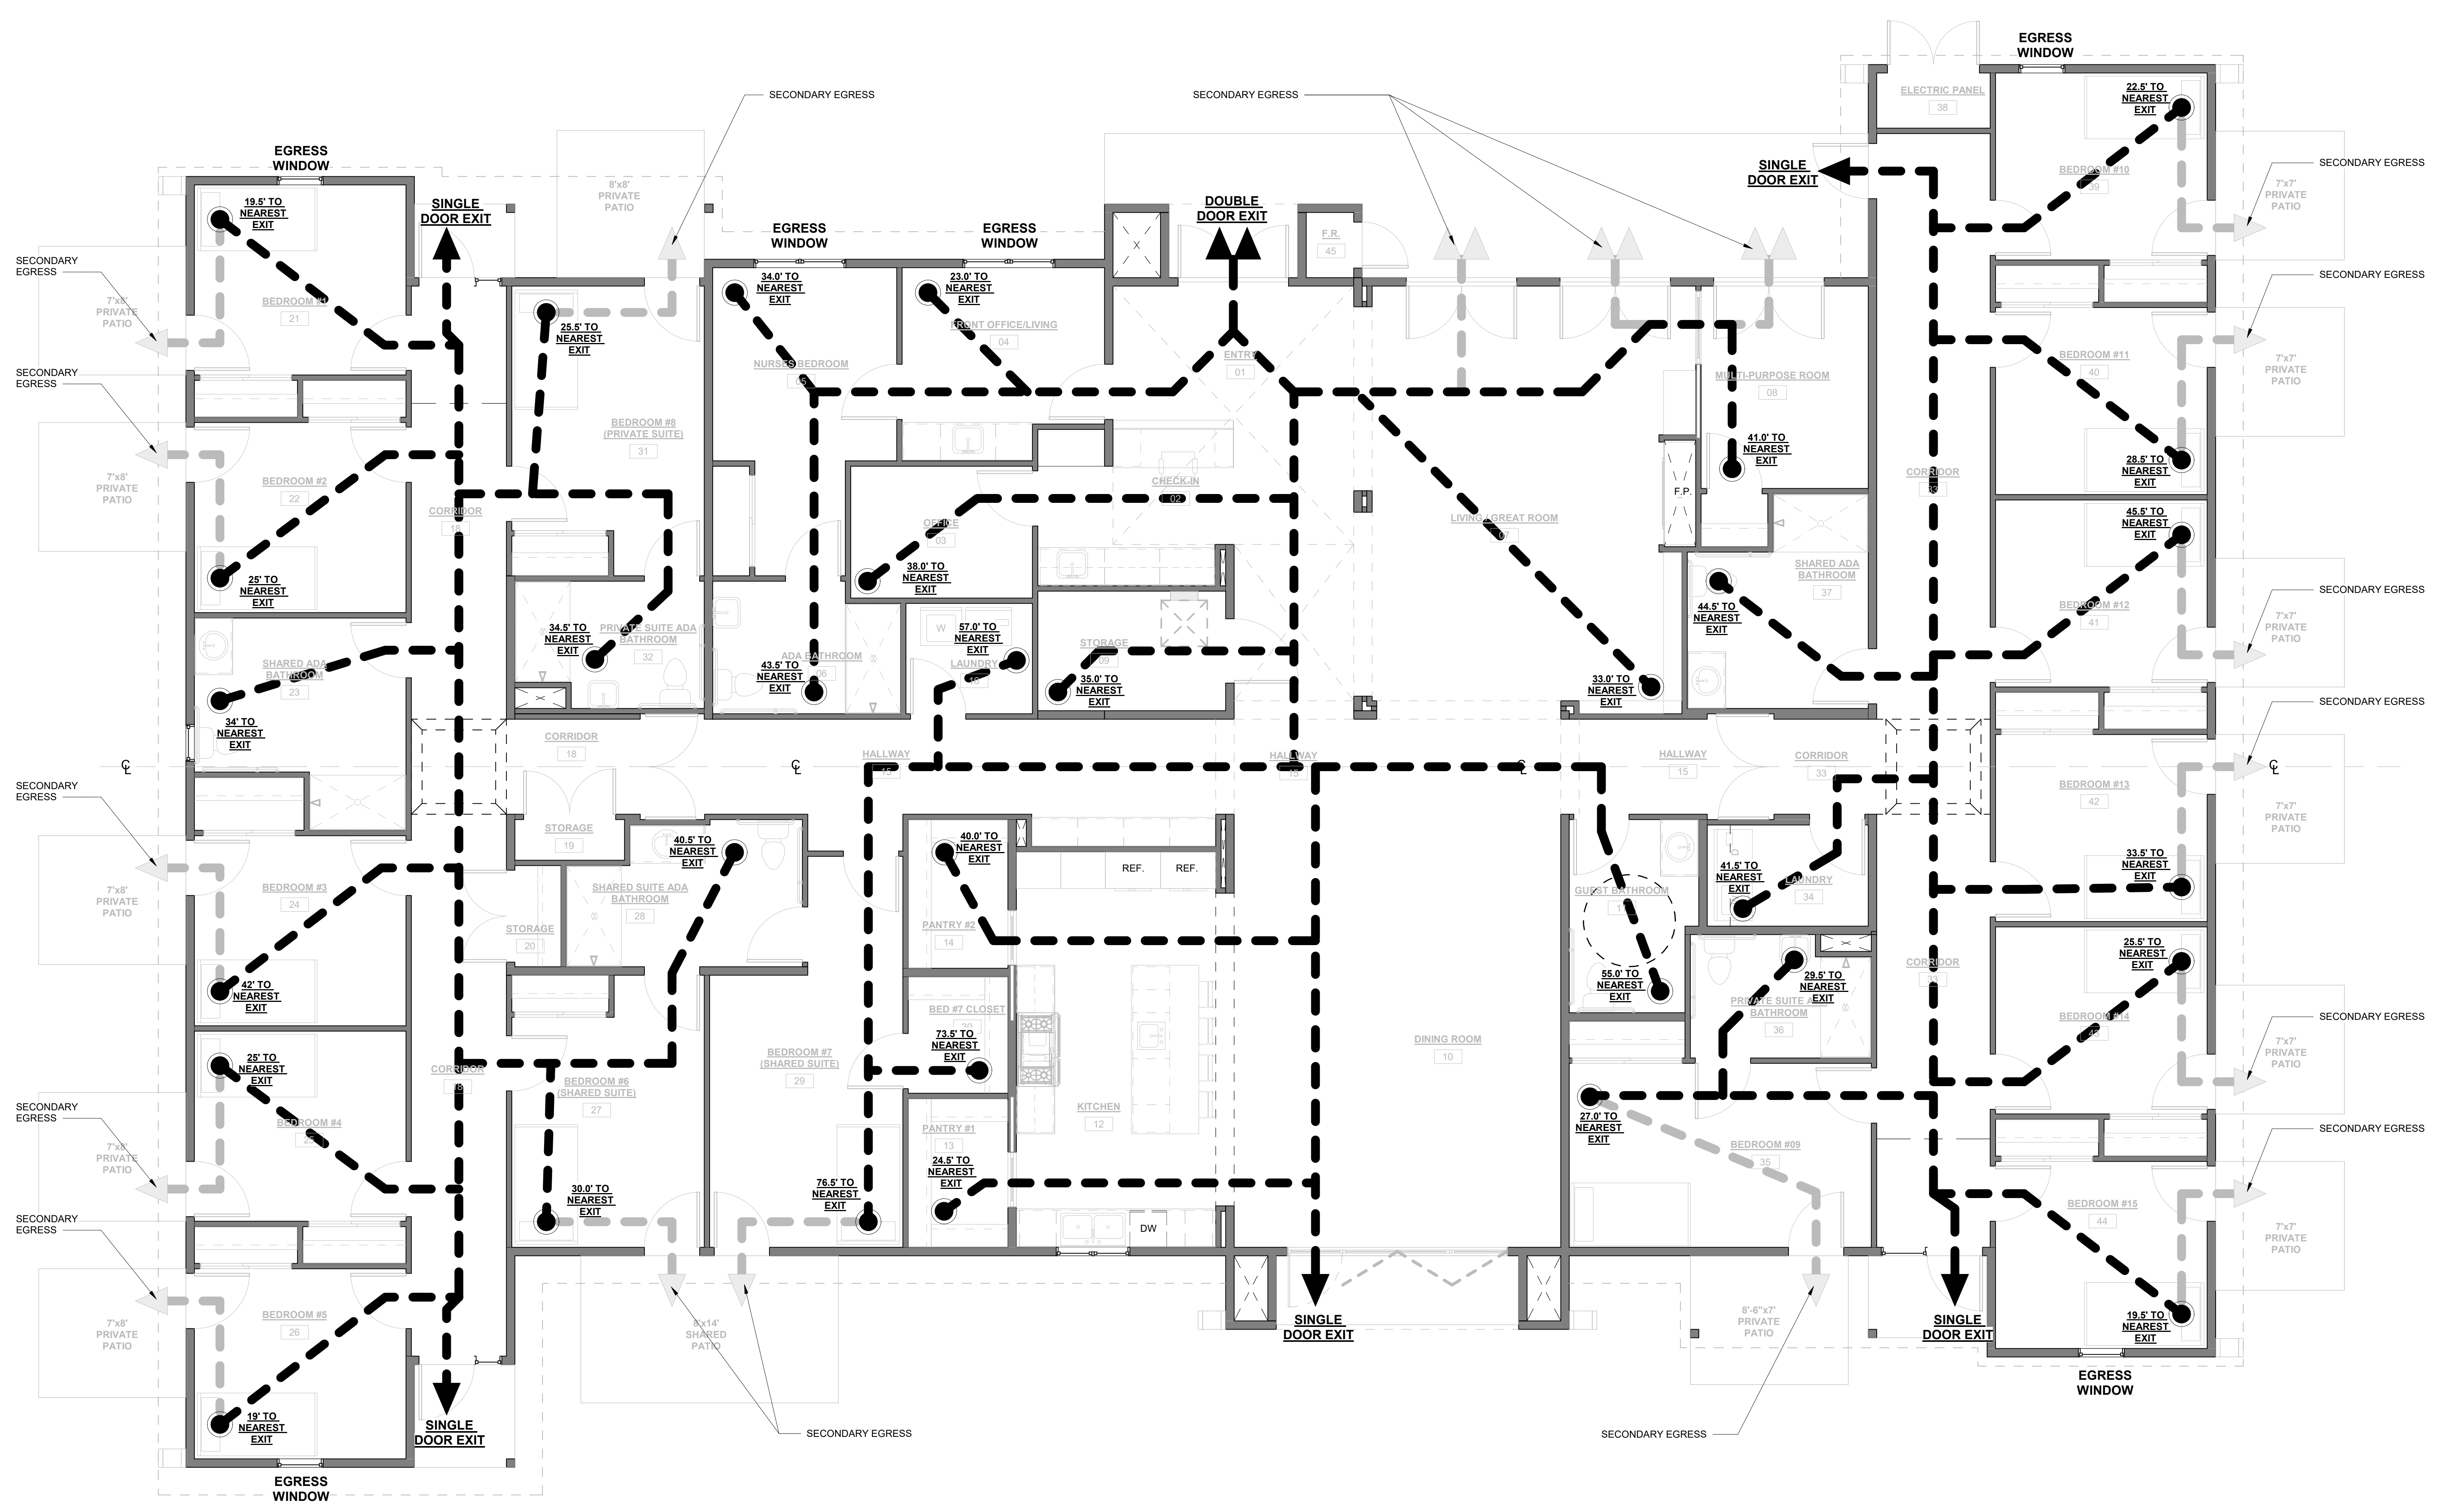 EGRESS
WINDOW
SECONDARY EGRESS
SECONDARY EGRESS
ELECTRIC PANEL
38
22.5' TO
NEAREST
EXIT
BEDROOM #10
39
SECONDARY EGRESS
7'x7'
PRIVATE
PATIO
SINGLE
DOOR EXIT
EGRESS
WINDOW
19.5' TO
NEAREST
EXIT
SINGLE
DOOR EXIT
8'x8'
PRIVATE
PATIO
EGRESS
WINDOW
EGRESS
WINDOW
DOUBLE
DOOR EXIT
X
F.R.
45
SECONDARY
EGRESS
7'x8'
PRIVATE
PATIO
BEDROOM #1
21
25.5' TO
NEAREST
EXIT
34.0' TO
NEAREST
EXIT
23.0' TO
NEAREST
EXIT
FRONT OFFICE/LIVING
04
NURSES BEDROOM
05
ENTRY
01
MULTI-PURPOSE ROOM
08
SECONDARY EGRESS
BEDROOM #11
40
7'x7'
PRIVATE
PATIO
SECONDARY
EGRESS
7'x8'
PRIVATE
PATIO
BEDROOM #2
22
25' TO
NEAREST
EXIT
CORRIDOR
18
BEDROOM #8
(PRIVATE SUITE)
31
41.0' TO
NEAREST
EXIT
28.5' TO
NEAREST
EXIT
CORRIDOR
33
CHECK-IN
02
OFFICE
03
38.0' TO
NEAREST
EXIT
LIVING / GREAT ROOM
07
F.P.
45.5' TO
NEAREST
EXIT
BEDROOM #12
41
SECONDARY EGRESS
7'x7'
PRIVATE
PATIO
SHARED ADA
BATHROOM
37
44.5' TO
NEAREST
EXIT
SHARED ADA
BATHROOM
23
34' TO
NEAREST
EXIT
34.5' TO
NEAREST
EXIT
PRIVATE SUITE ADA
BATHROOM
32
43.5' TO
NEAREST
EXIT
ADA BATHROOM
06
W
57.0' TO
NEAREST
EXIT
LAUNDRY
STORAGE
09
35.0' TO
NEAREST
EXIT
33.0' TO
NEAREST
EXIT
SECONDARY EGRESS
CORRIDOR
18
HALLWAY
15
HALLWAY
15
HALLWAY
15
CORRIDOR
33
BEDROOM #13
42
7'x7'
PRIVATE
PATIO
33.5' TO
NEAREST
EXIT
SECONDARY
EGRESS
7'x8'
PRIVATE
PATIO
BEDROOM #3
24
42' TO
NEAREST
EXIT
STORAGE
19
STORAGE
20
40.5' TO
NEAREST
EXIT
SHARED SUITE ADA
BATHROOM
28
40.0' TO
NEAREST
EXIT
PANTRY #2
14
REF.
REF.
GUEST BATHROOM
55.0' TO
NEAREST
EXIT
41.5' TO
NEAREST
EXIT
D
LAUNDRY
34
CORRIDOR
33
25.5' TO
NEAREST
EXIT
BEDROOM #14
43
SECONDARY EGRESS
7'x7'
PRIVATE
PATIO
29.5' TO
NEAREST
EXIT
PRIVATE SUITE ADA
BATHROOM
36
25' TO
NEAREST
EXIT
BEDROOM #4
25
SECONDARY
EGRESS
7'x8'
PRIVATE
PATIO
CORRIDOR
18
BEDROOM #6
(SHARED SUITE)
27
30.0' TO
NEAREST
EXIT
BEDROOM #7
(SHARED SUITE)
29
76.5' TO
NEAREST
EXIT
BED #7 CLOSET
30
73.5' TO
NEAREST
EXIT
PANTRY #1
13
24.5' TO
NEAREST
EXIT
KITCHEN
12
DW
DINING ROOM
10
27.0' TO
NEAREST
EXIT
BEDROOM #09
35
SECONDARY EGRESS
BEDROOM #15
44
7'x7'
PRIVATE
PATIO
19.5' TO
NEAREST
EXIT
SECONDARY
EGRESS
7'x8'
PRIVATE
PATIO
BEDROOM #5
26
19' TO
NEAREST
EXIT
SINGLE
DOOR EXIT
EGRESS
WINDOW
8'x14'
SHARED
PATIO
SECONDARY EGRESS
SINGLE
DOOR EXIT
8'-6"x7'
PRIVATE
PATIO
SECONDARY EGRESS
SINGLE
DOOR EXIT
EGRESS
WINDOW